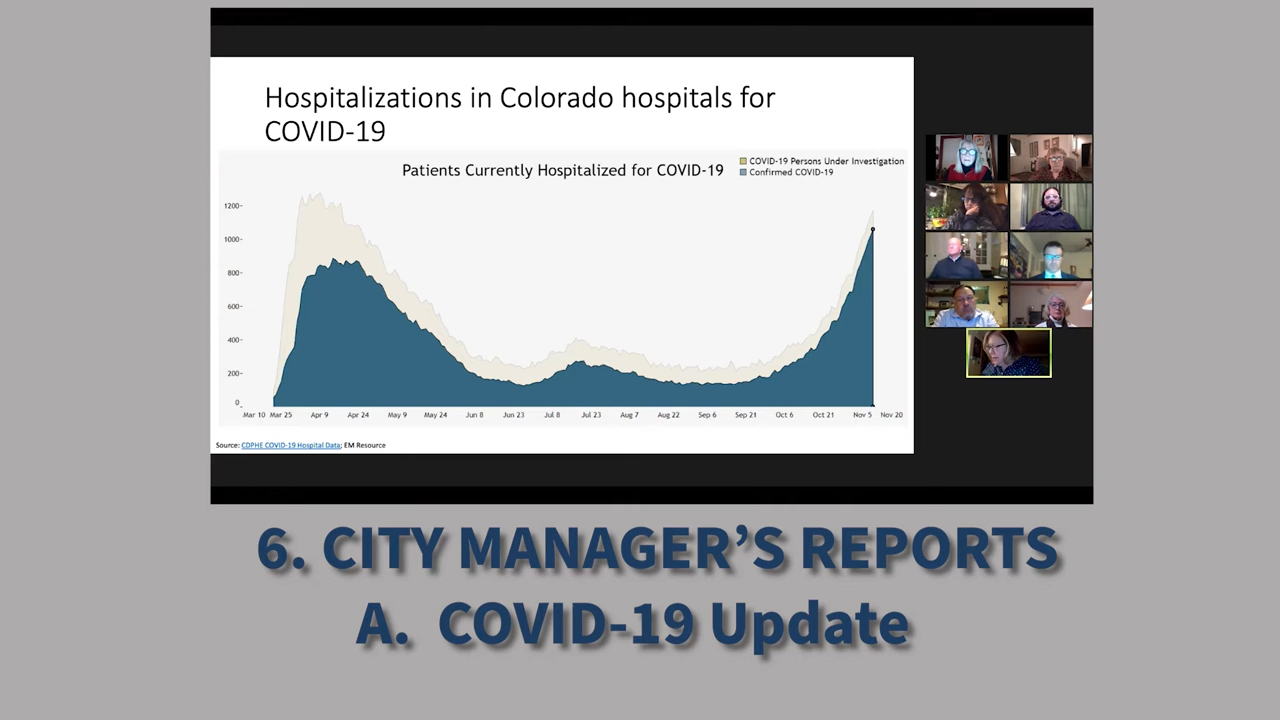 Hospitalizations in Colorado hospitals for
COVID-19
Patients Currently Hospitalized for COVID-19
COVID-19 Persons Under Investigation
Confirmed COVID-19
1200-
1000-
800-
600-
400-
200-
0-
Mar 10 Mar 25 Apr 9 Apr 24 May 9 May 24 Jun 8 Jun 23 Jul 8 Jul 23 Aug 7 Aug 22 Sep 6 Sep 21 Oct 6 Oct 21 Nov 5 Nov 20
Source: CDPHE COVID-19 Hospital Data; EM Resource
6. CITY MANAGER’S REPORTS
A. COVID-19 Update